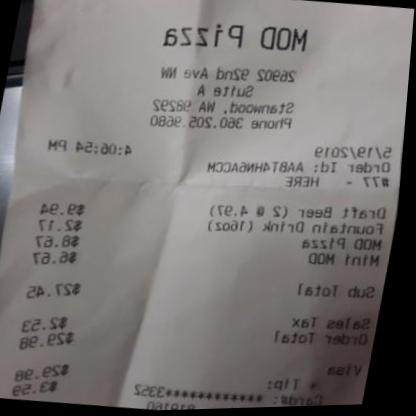 MOD Pizza
26902 92nd Ave NW
Suite A
Stanwood, WA 98292
Phone 360.205.9680
5/19/2019 4:06:54 PM
Order Id: AABTAHN6ACCM
#77 - HERE
Draft Beer (2 @ 4.97) $9.94
Fountain Drink (16oz) $2.17
MOD Pizza $8.67
Mini MOD $6.67
Sub Total $27.45
Sales Tax $2.53
Order Total $29.98
Visa $29.98
+ Tip: $3.59
Card#: ************3352